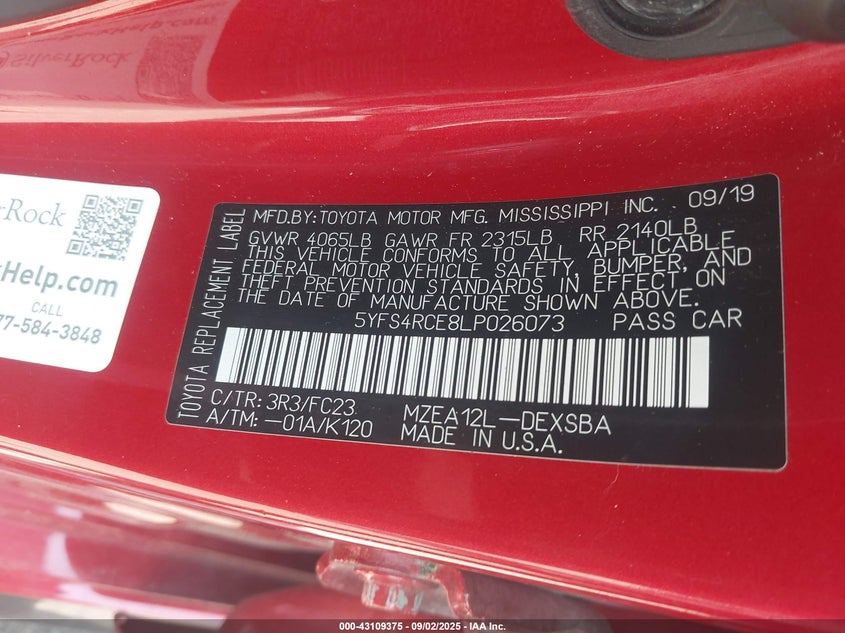 SilverRock
r-Rock
Help.com
CALL
77-584-3848
TOYOTA REPLACEMENT LABEL
MFD.BY:TOYOTA MOTOR MFG. MISSISSIPPI INC. 09/19
GVWR 4065LB GAWR FR 2315LB RR 2140LB
THIS VEHICLE CONFORMS TO ALL APPLICABLE
FEDERAL MOTOR VEHICLE SAFETY, BUMPER, AND
THEFT PREVENTION STANDARDS IN EFFECT ON
THE DATE OF MANUFACTURE SHOWN ABOVE.
5YFS4RCE8LP026073 PASS CAR
C/TR: 3R3/FC23 MZEA12L-DEXSBA
A/TM: -01A/K120 MADE IN U.S.A.
000-43109375 - 09/02/2025 - IAA Inc.